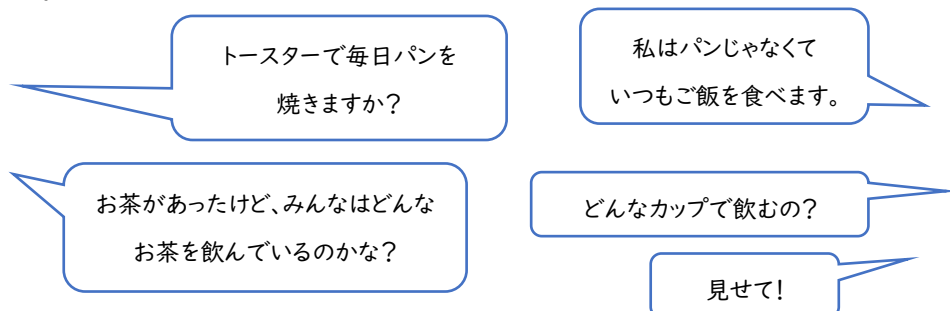 トースターで毎日パンを
焼きますか?
私はパンじゃなくて
いつもご飯を食べます。
お茶があったけど、みんなはどんな
お茶を飲んでいるのかな?
どんなカップで飲むの?
見せて!